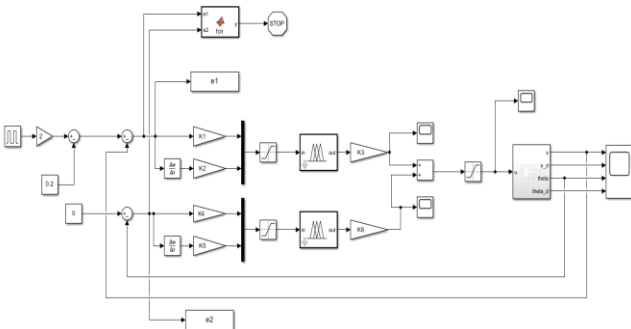 e1
e2
fcn
y
STOP
e1
2
K1
K2
in
out
K3
0.2
0
K4
K5
in
out
K6
Δu
Δt
Δu
Δt
u
x
x_d
theta
theta_d
e2